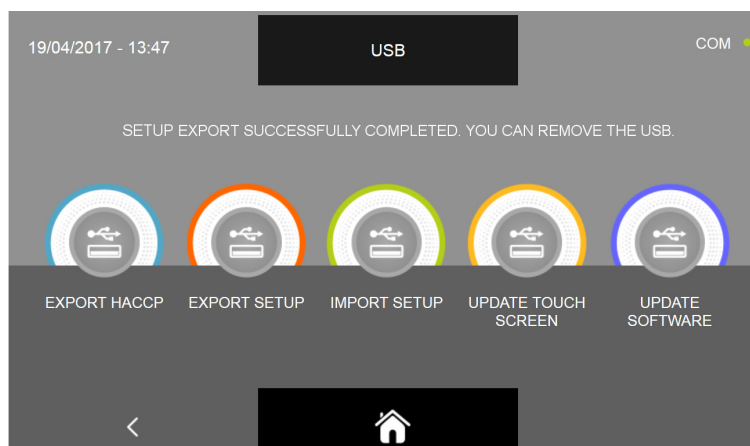 19/04/2017 - 13:47
USB
COM
SETUP EXPORT SUCCESSFULLY COMPLETED. YOU CAN REMOVE THE USB.
EXPORT HACCP
EXPORT SETUP
IMPORT SETUP
UPDATE TOUCH
SCREEN
UPDATE
SOFTWARE